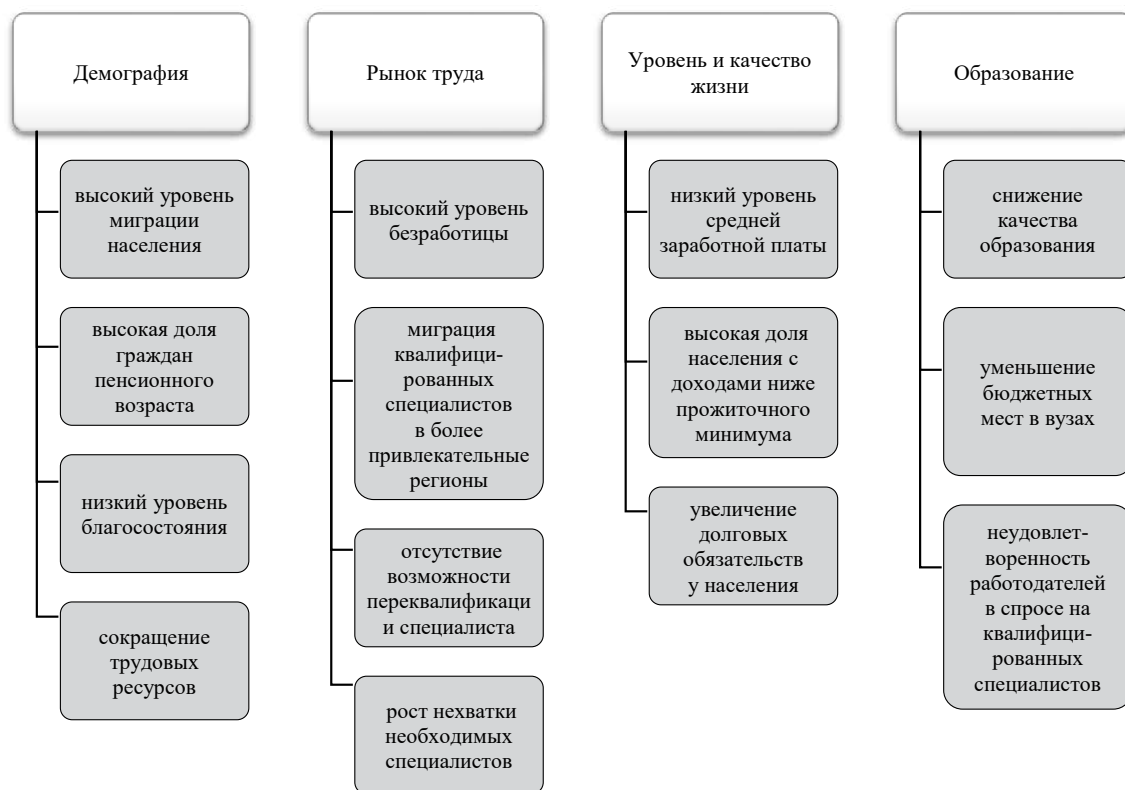 Демография
высокий уровень
миграции
населения
высокая доля
граждан
пенсионного
возраста
низкий уровень
благосостояния
сокращение
трудовых
ресурсов
Рынок труда
высокий уровень
безработицы
миграция
квалифици-
рованных
специалистов
в более
привлекательные
регионы
отсутствие
возможности
переквалификаци
и специалиста
рост нехватки
необходимых
специалистов
Уровень и качество
жизни
низкий уровень
средней
заработной платы
высокая доля
населения с
доходами ниже
прожиточного
минимума
увеличение
долговых
обязательств
у населения
Образование
снижение
качества
образования
уменьшение
бюджетных
мест в вузах
неудовлет-
воренность
работодателей
в спросе на
квалифици-
рованных
специалистов